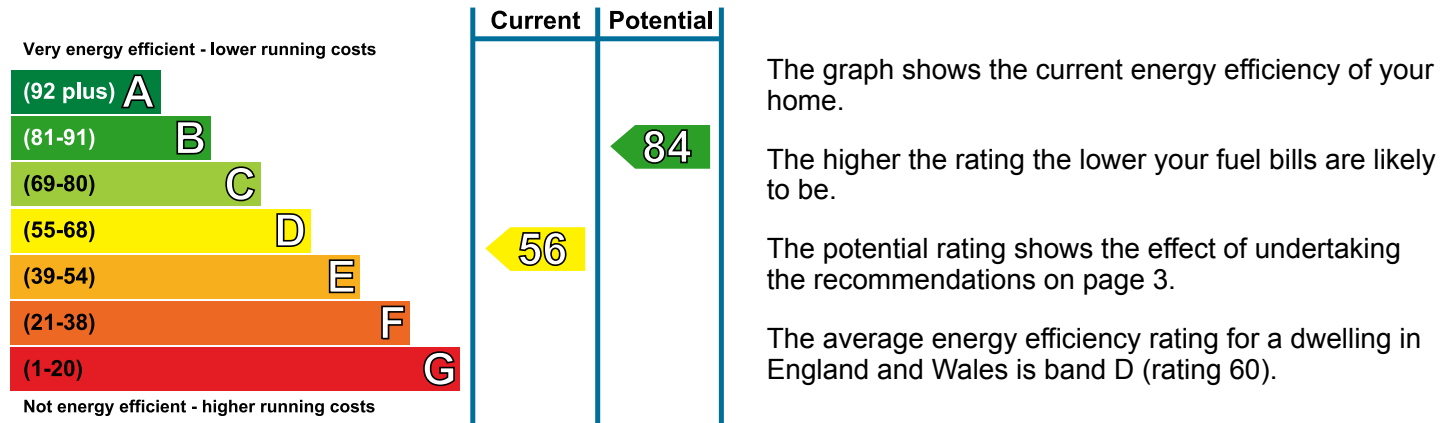 Current Potential
Very energy efficient - lower running costs
(92 plus) A
(81-91) B
84
(69-80) C
(55-68) D
56
(39-54) E
(21-38) F
(1-20) G
Not energy efficient - higher running costs
The graph shows the current energy efficiency of your
home.
The higher the rating the lower your fuel bills are likely
to be.
The potential rating shows the effect of undertaking
the recommendations on page 3.
The average energy efficiency rating for a dwelling in
England and Wales is band D (rating 60).